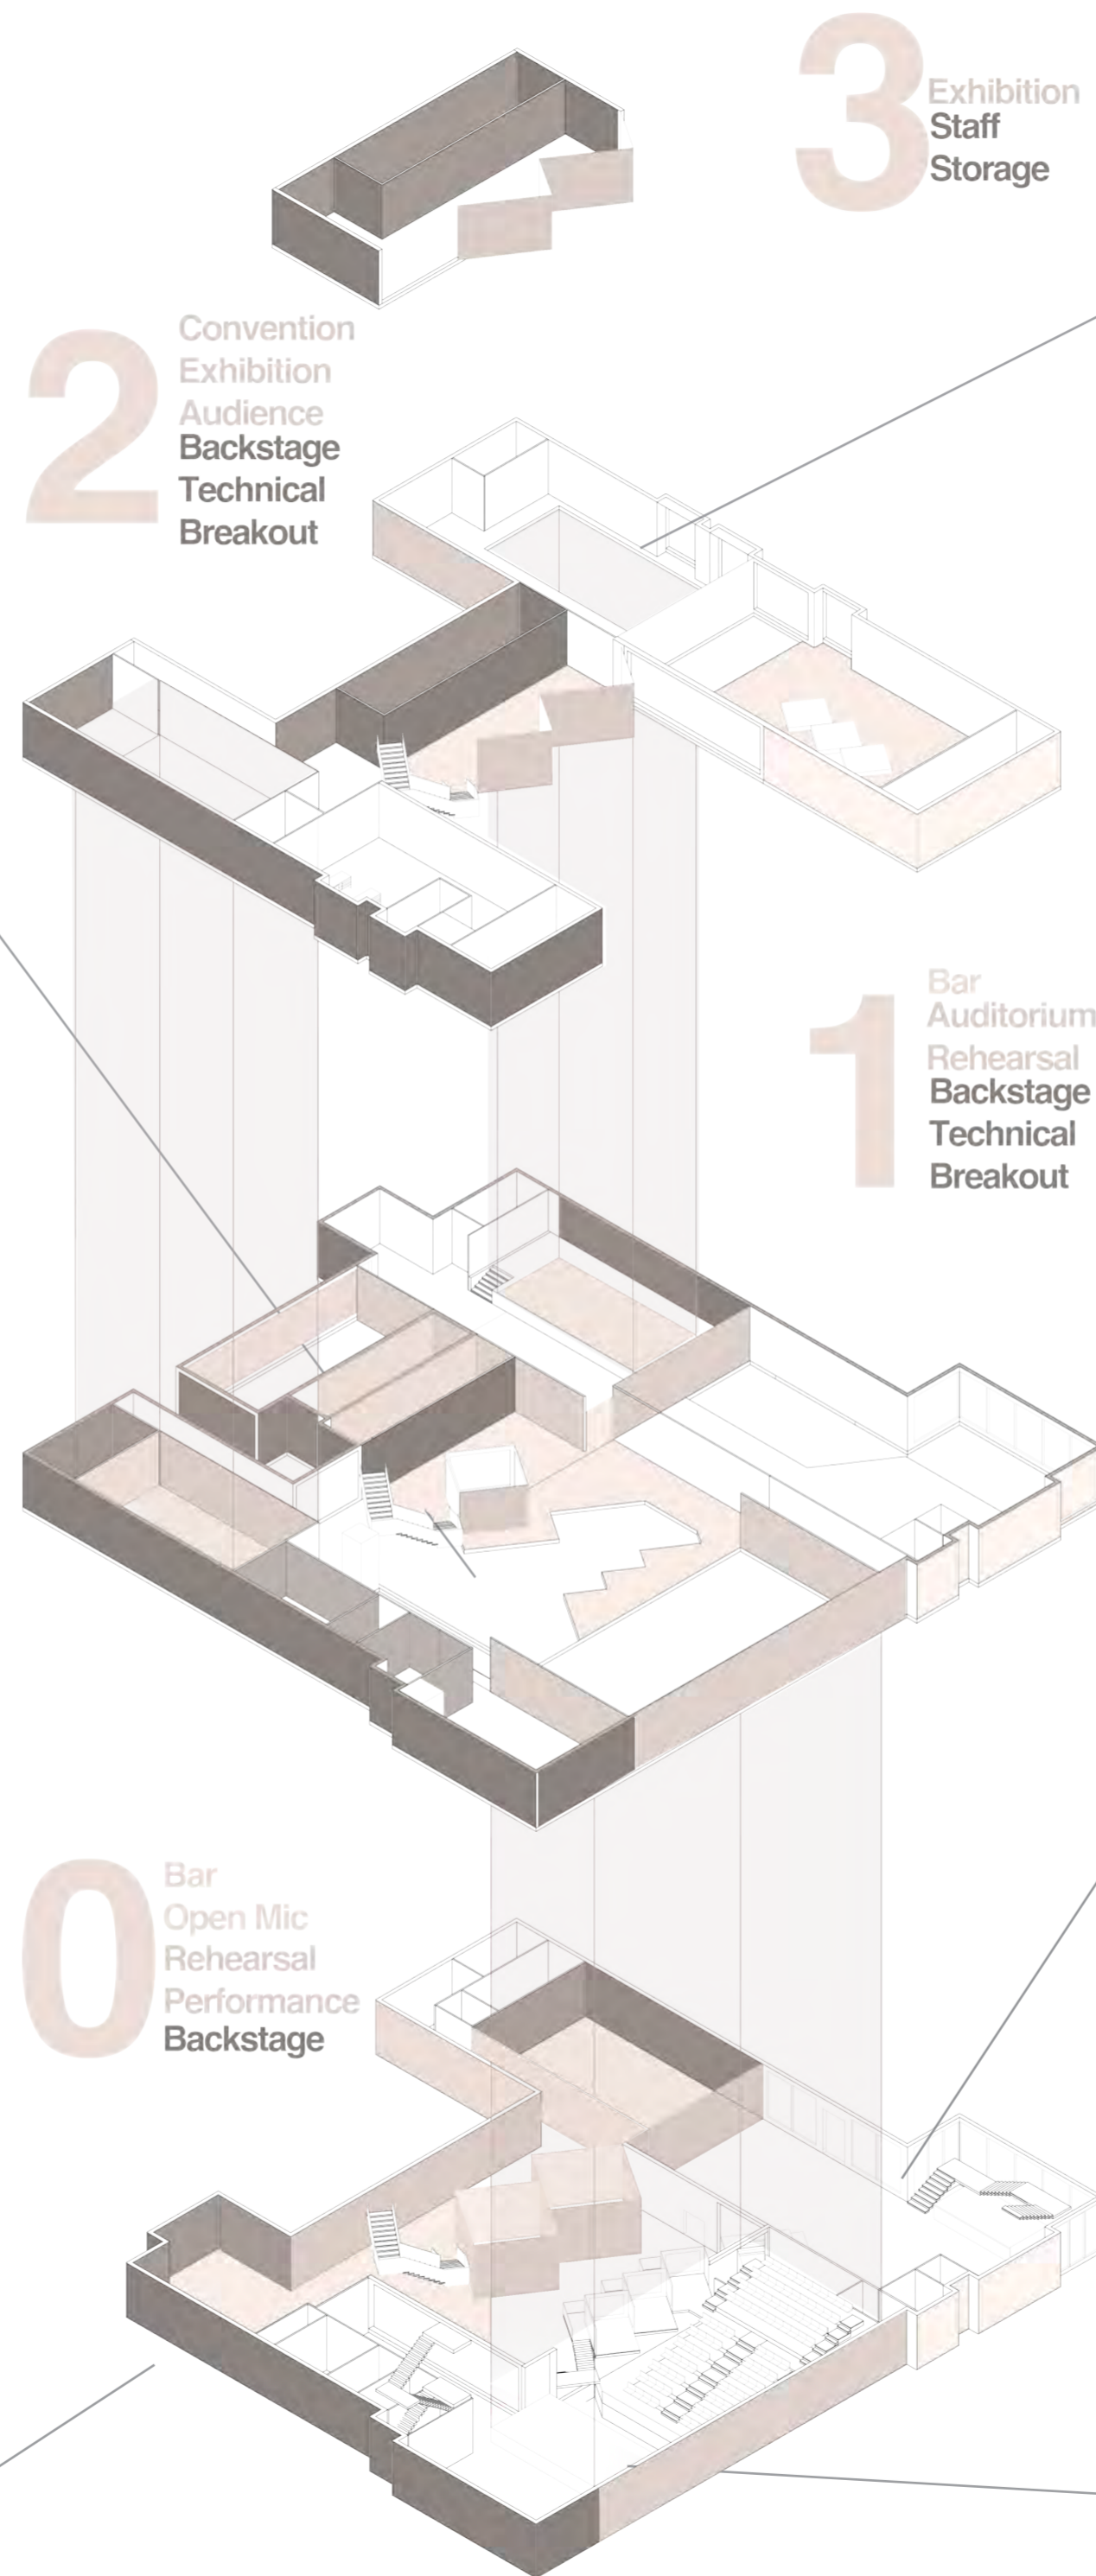 3
Exhibition
Staff
Storage
2
Convention
Exhibition
Audience
Backstage
Technical
Breakout
1
Bar
Auditorium
Rehearsal
Backstage
Technical
Breakout
0
Bar
Open Mic
Rehearsal
Performance
Backstage